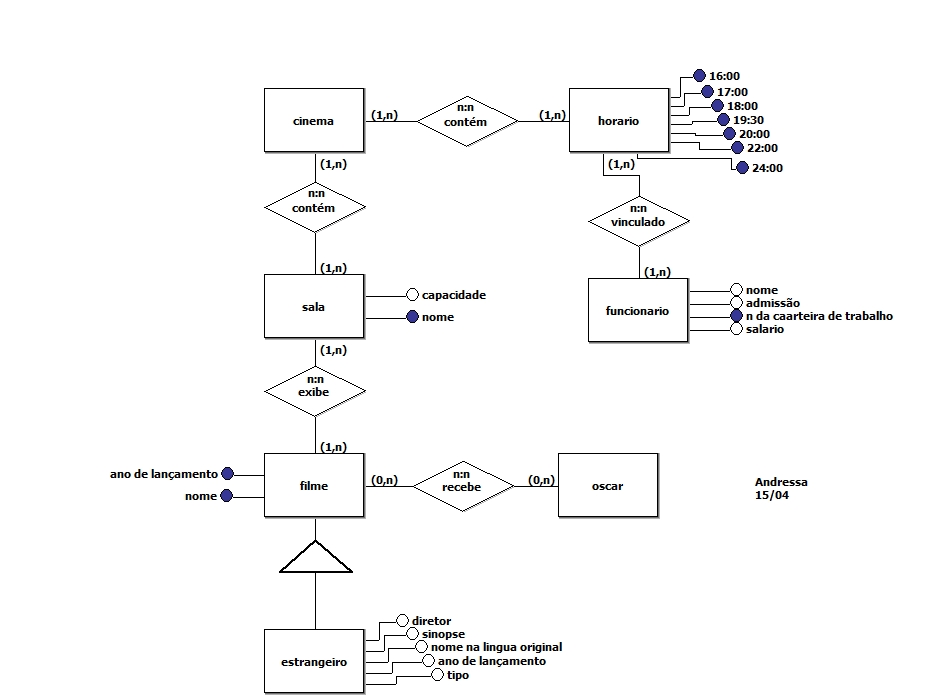 16:00
17:00
18:00
19:30
20:00
22:00
24:00
cinema
(1,n)
n:n
contém
(1,n)
horario
(1,n)
(1,n)
n:n
contém
n:n
vinculado
(1,n)
(1,n)
sala
capacidade
nome
funcionario
nome
admissão
n da caarteira de trabalho
salario
(1,n)
n:n
exibe
(1,n)
ano de lançamento
nome
filme
(0,n)
n:n
recebe
(0,n)
oscar
Andressa
15/04
estrangeiro
diretor
sinopse
nome na lingua original
ano de lançamento
tipo